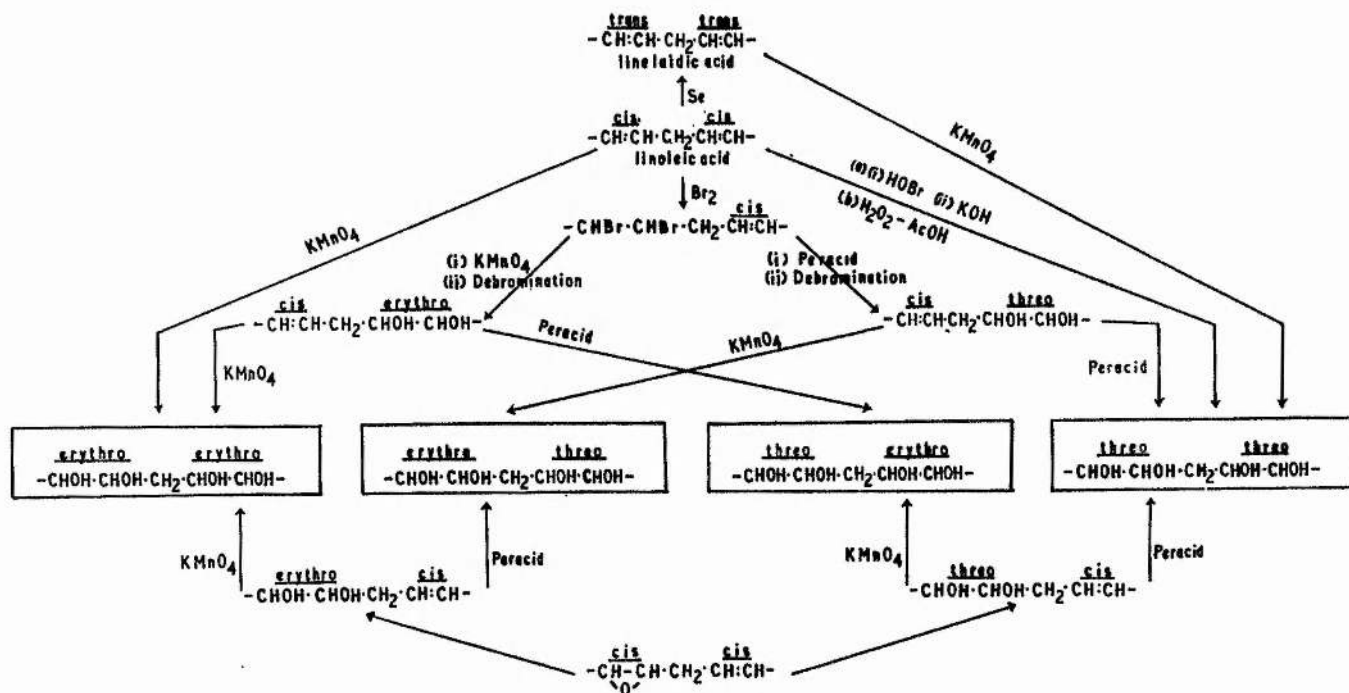 trans trans
-CH:CH·CH2·CH:CH-
linelaidic acid
Se
cis cis
-CH:CH·CH2·CH:CH-
linoleic acid
KMnO4
(a)(i) HOBr (ii) KOH
(b) H2O2-AcOH
Br2
cis
-CHBr·CHBr·CH2·CH:CH-
KMnO4
(i) KMnO4
(ii) Debromination
(i) Peracid
(ii) Debromination
cis erythro
-CH:CH·CH2·CHOH·CHOH-
cis threo
-CH:CH·CH2·CHOH·CHOH-
KMnO4
Peracid
KMnO4
Peracid
erythro erythro
-CHOH·CHOH·CH2·CHOH·CHOH-
erythro threo
-CHOH·CHOH·CH2·CHOH·CHOH-
threo erythro
-CHOH·CHOH·CH2·CHOH·CHOH-
threo threo
-CHOH·CHOH·CH2·CHOH·CHOH-
KMnO4
Peracid
KMnO4
Peracid
erythro cis
-CHOH·CHOH·CH2·CH:CH-
threo cis
-CHOH·CHOH·CH2·CH:CH-
cis cis
-CH-CH·CH2·CH:CH-
O